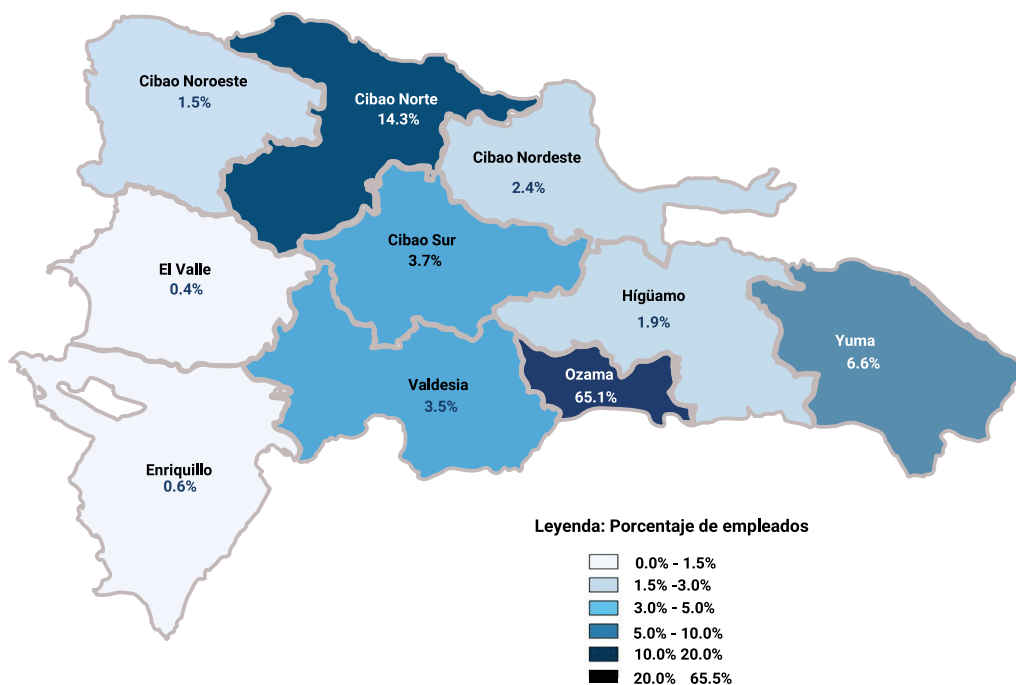 Cibao Noroeste
1.5%
Cibao Norte
14.3%
Cibao Nordeste
2.4%
Cibao Sur
3.7%
El Valle
0.4%
Hígüamo
1.9%
Yuma
6.6%
Ozama
65.1%
Valdesia
3.5%
Enriquillo
0.6%
Leyenda: Porcentaje de empleados
0.0% - 1.5%
1.5% -3.0%
3.0% - 5.0%
5.0% - 10.0%
10.0% 20.0%
20.0% 65.5%